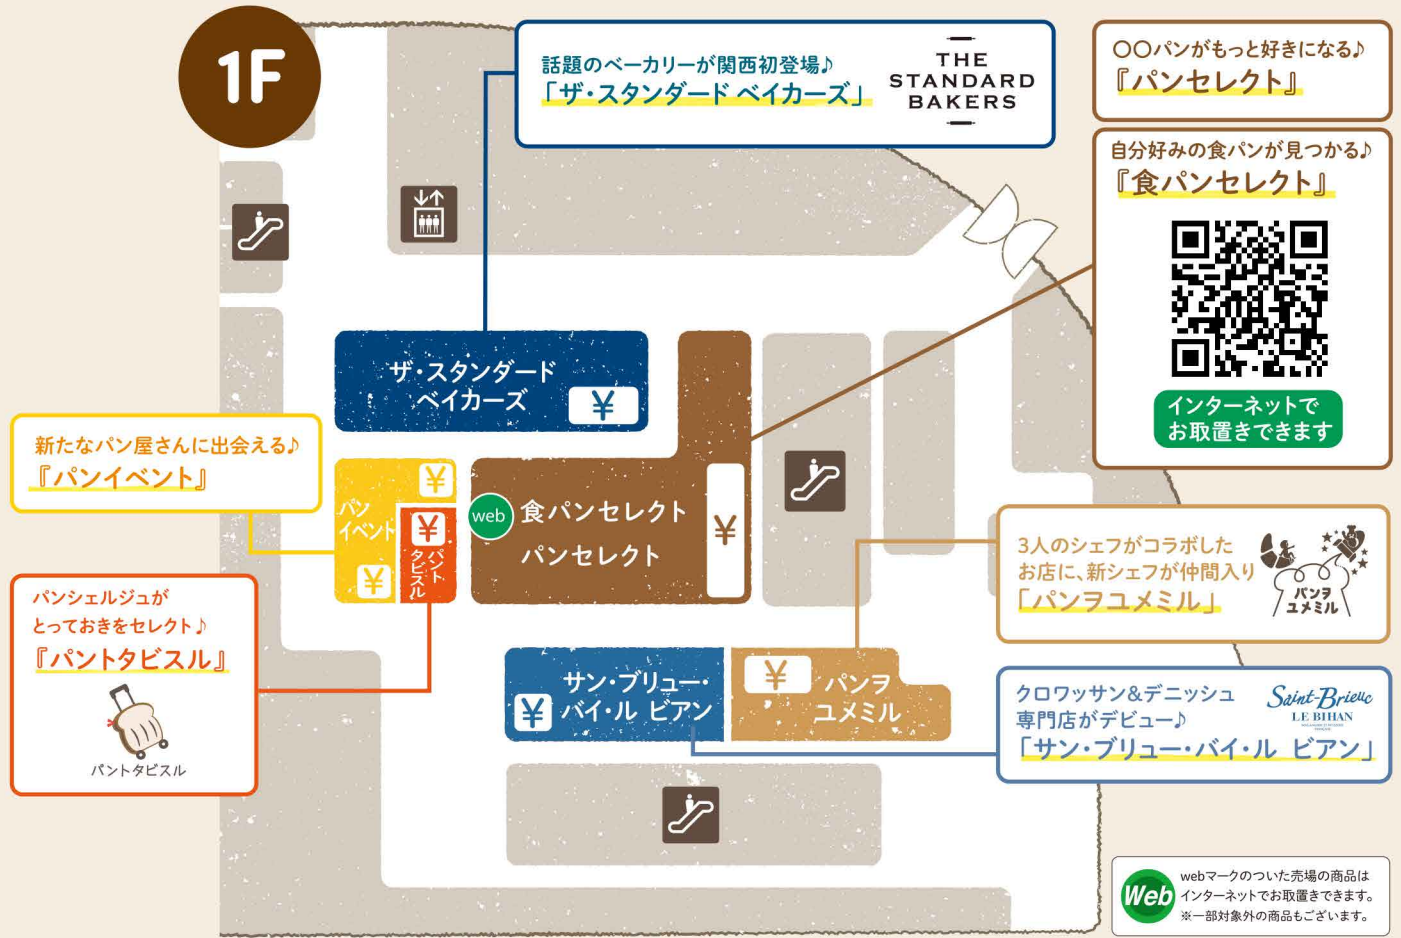 1F
話題のベーカリーが関西初登場♪
「ザ・スタンダード ベイカーズ」
THE
STANDARD
BAKERS
〇〇パンがもっと好きになる♪
『パンセレクト』
自分好みの食パンが見つかる♪
『食パンセレクト』
インターネットで
お取置きできます
ザ・スタンダード
ベイカーズ
¥
新たなパン屋さんに出会える♪
『パンイベント』
¥
パン
イベント
¥
¥
パント
タビスル
web
食パンセレクト
パンセレクト
¥
パンシェルジュが
とっておきをセレクト♪
『パントタビスル』
パントタビスル
3人のシェフがコラボした
お店に、新シェフが仲間入り
「パンヲユメミル」
パンヲ
ユメミル
サン・ブリュー・
バイ・ル ビアン
¥
¥
パンヲ
ユメミル
クロワッサン&デニッシュ
専門店がデビュー♪
「サン・ブリュー・バイ・ル ビアン」
Saint-Brieuc
LE BIHAN
Web
webマークのついた売場の商品は
インターネットでお取置きできます。
※一部対象外の商品もございます。